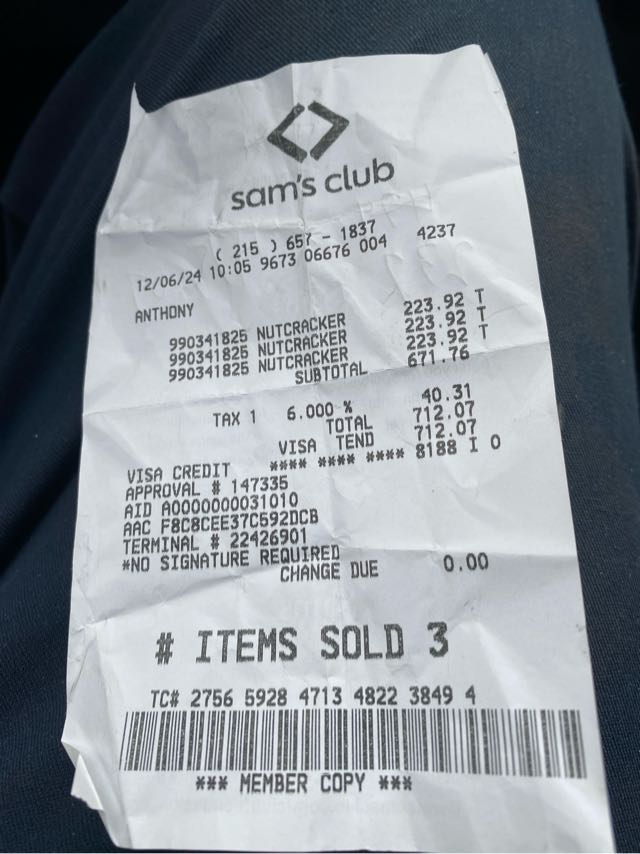 sam's club
( 215 ) 657 - 1837
12/06/24 10:05 9673 06676 004 4237
ANTHONY
990341825 NUTCRACKER 223.92 T
990341825 NUTCRACKER 223.92 T
990341825 NUTCRACKER 223.92 T
SUBTOTAL 671.76
TAX 1 6.000 % 40.31
TOTAL 712.07
VISA TEND 712.07
VISA CREDIT **** **** **** 8188 I 0
APPROVAL # 147335
AID A0000000031010
AAC F8C8CEE37C592DCB
TERMINAL # 22426901
*NO SIGNATURE REQUIRED
CHANGE DUE 0.00
# ITEMS SOLD 3
TC# 2756 5928 4713 4822 3849 4
*** MEMBER COPY ***